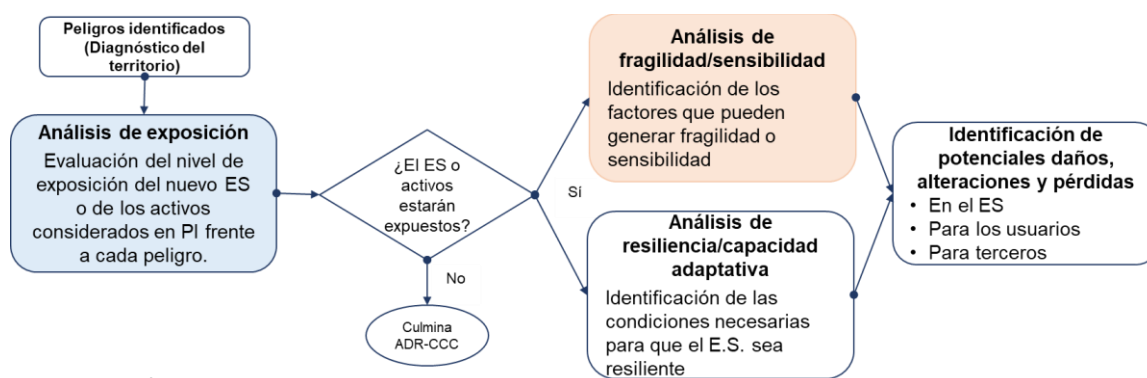 Peligros identificados
(Diagnóstico del
territorio)
Análisis de exposición
Evaluación del nivel de
exposición del nuevo ES
o de los activos
considerados en PI frente
a cada peligro.
¿El ES o
activos
estarán
expuestos?
No
Culmina
ADR-CCC
Sí
Análisis de
fragilidad/sensibilidad
Identificación de los
factores que pueden
generar fragilidad o
sensibilidad
Análisis de
resiliencia/capacidad
adaptativa
Identificación de las
condiciones necesarias
para que el E.S. sea
resiliente
Identificación de
potenciales daños,
alteraciones y pérdidas
• En el ES
• Para los usuarios
• Para terceros